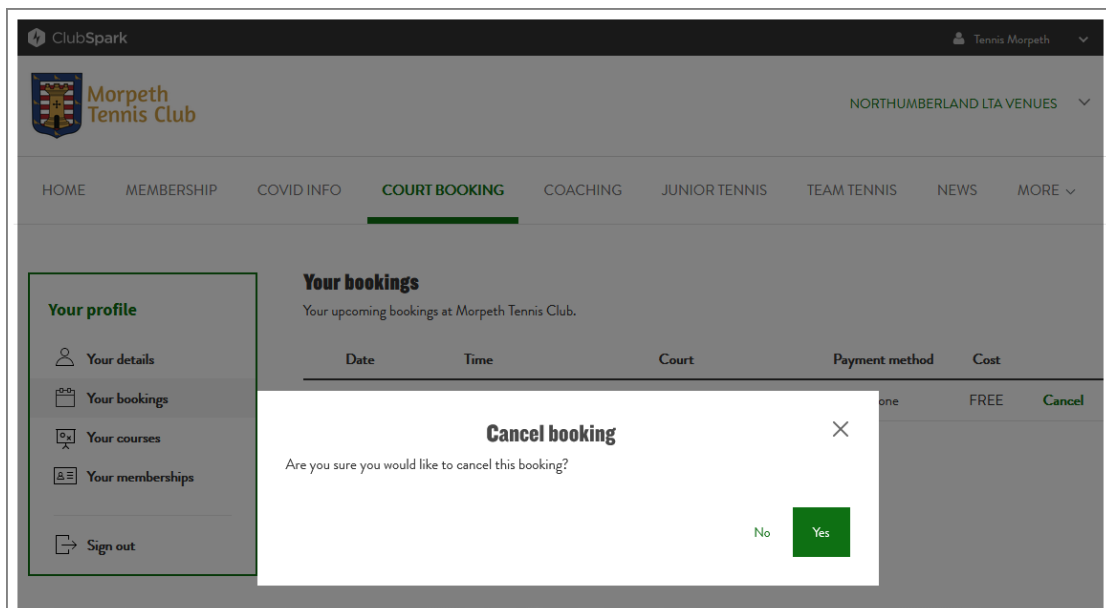 ClubSpark
Tennis Morpeth
Morpeth
Tennis Club
NORTHUMBERLAND LTA VENUES
HOME MEMBERSHIP COVID INFO COURT BOOKING COACHING JUNIOR TENNIS TEAM TENNIS NEWS MORE
Your profile
Your details
Your bookings
Your courses
Your memberships
Sign out
Your bookings
Your upcoming bookings at Morpeth Tennis Club.
Date Time Court Payment method Cost
FREE Cancel
Cancel booking
Are you sure you would like to cancel this booking?
No Yes